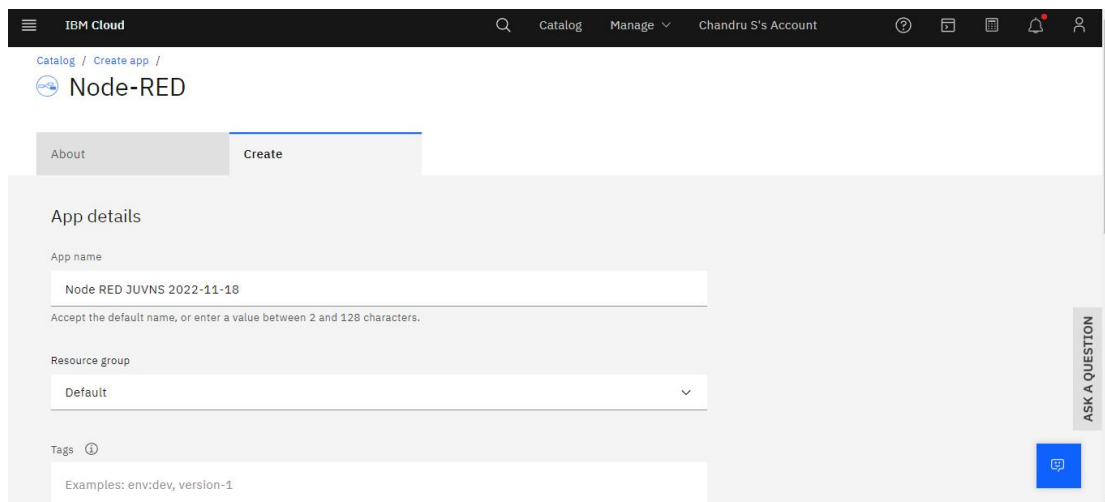 IBM Cloud Catalog Manage Chandru S's Account
Catalog / Create app /
Node-RED
About Create
App details
App name
Node RED JUVNS 2022-11-18
Accept the default name, or enter a value between 2 and 128 characters.
Resource group
Default
Tags
Examples: env:dev, version-1
ASK A QUESTION